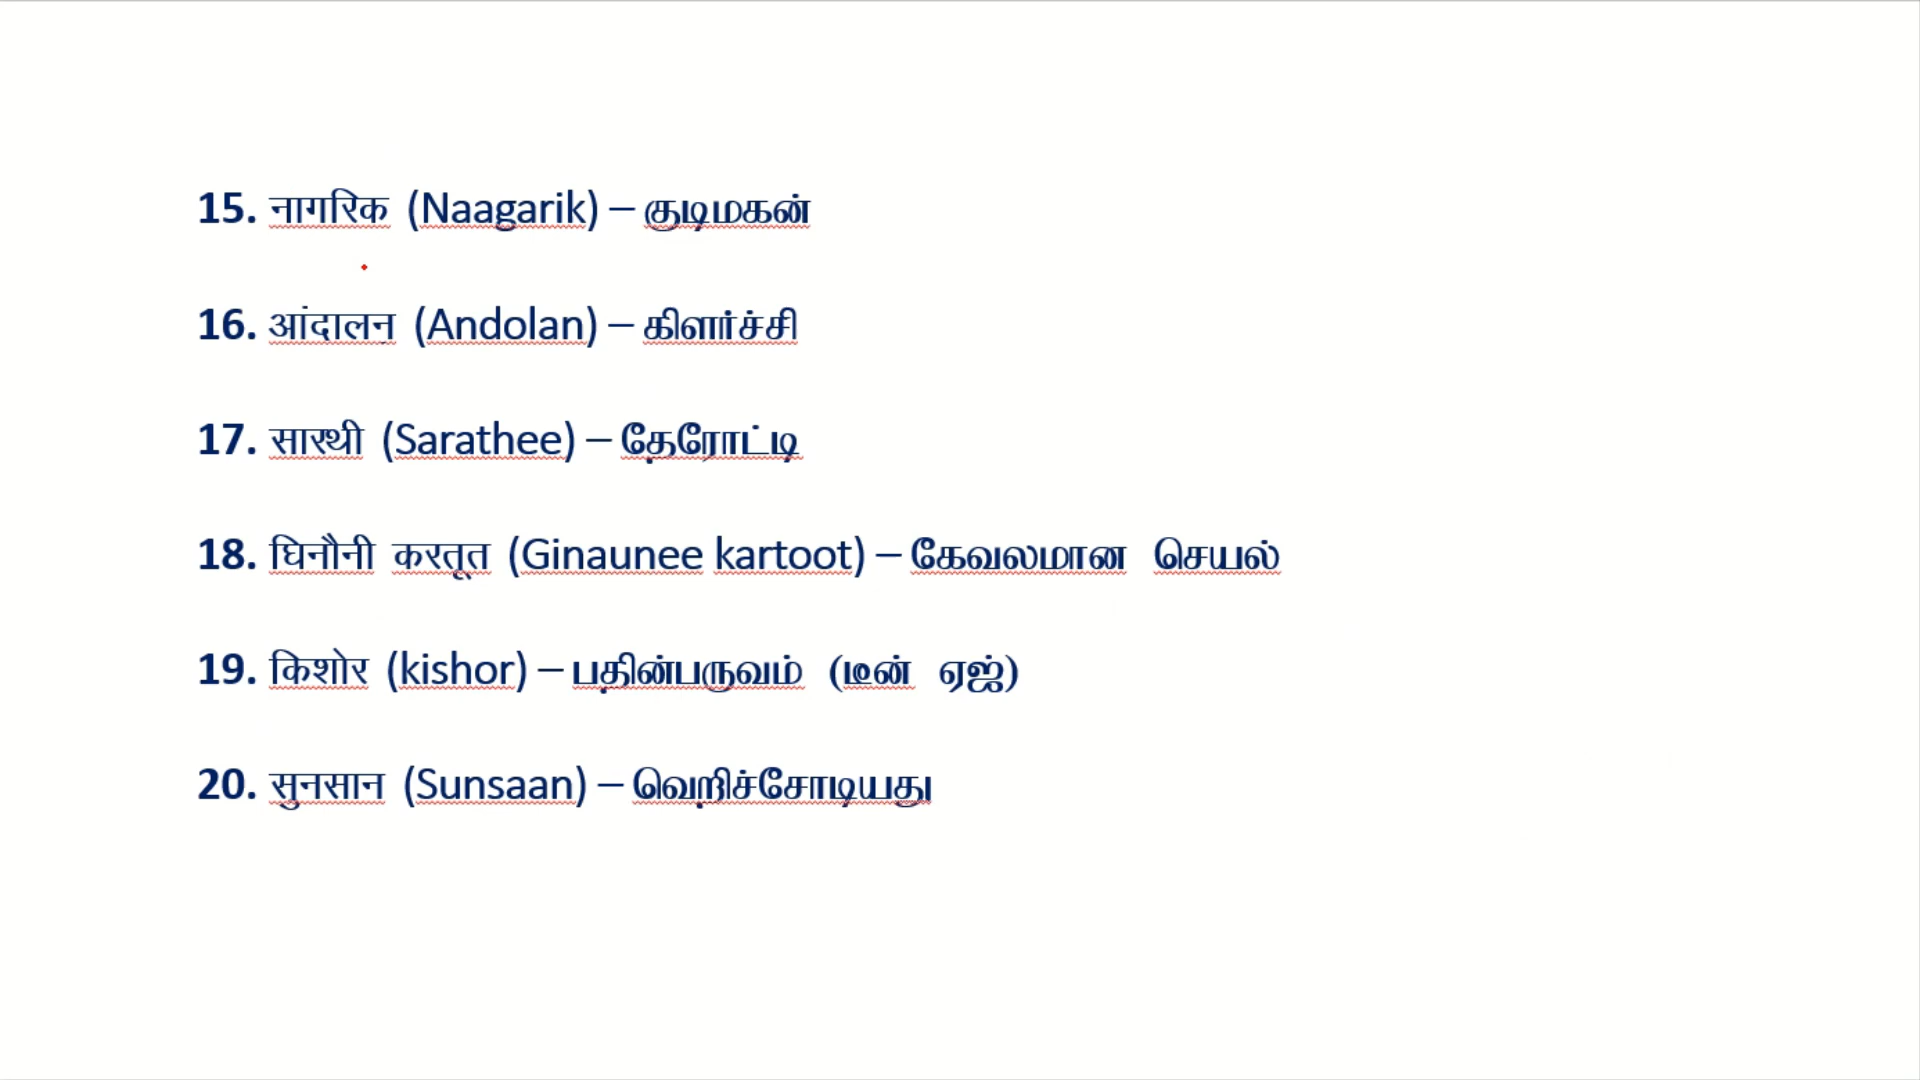 15. नागरिक (Naagarik) – குடிமகன்
16. आंदालन (Andolan) – கிளர்ச்சி
17. सारथी (Sarathee) – தேரோட்டி
18. घिनौनी करतूत (Ginaunee kartoot) – கேவலமான செயல்
19. किशोर (kishor) – பதின்பருவம் (டீன் ஏஜ்)
20. सुनसान (Sunsaan) – வெறிச்சோடியது